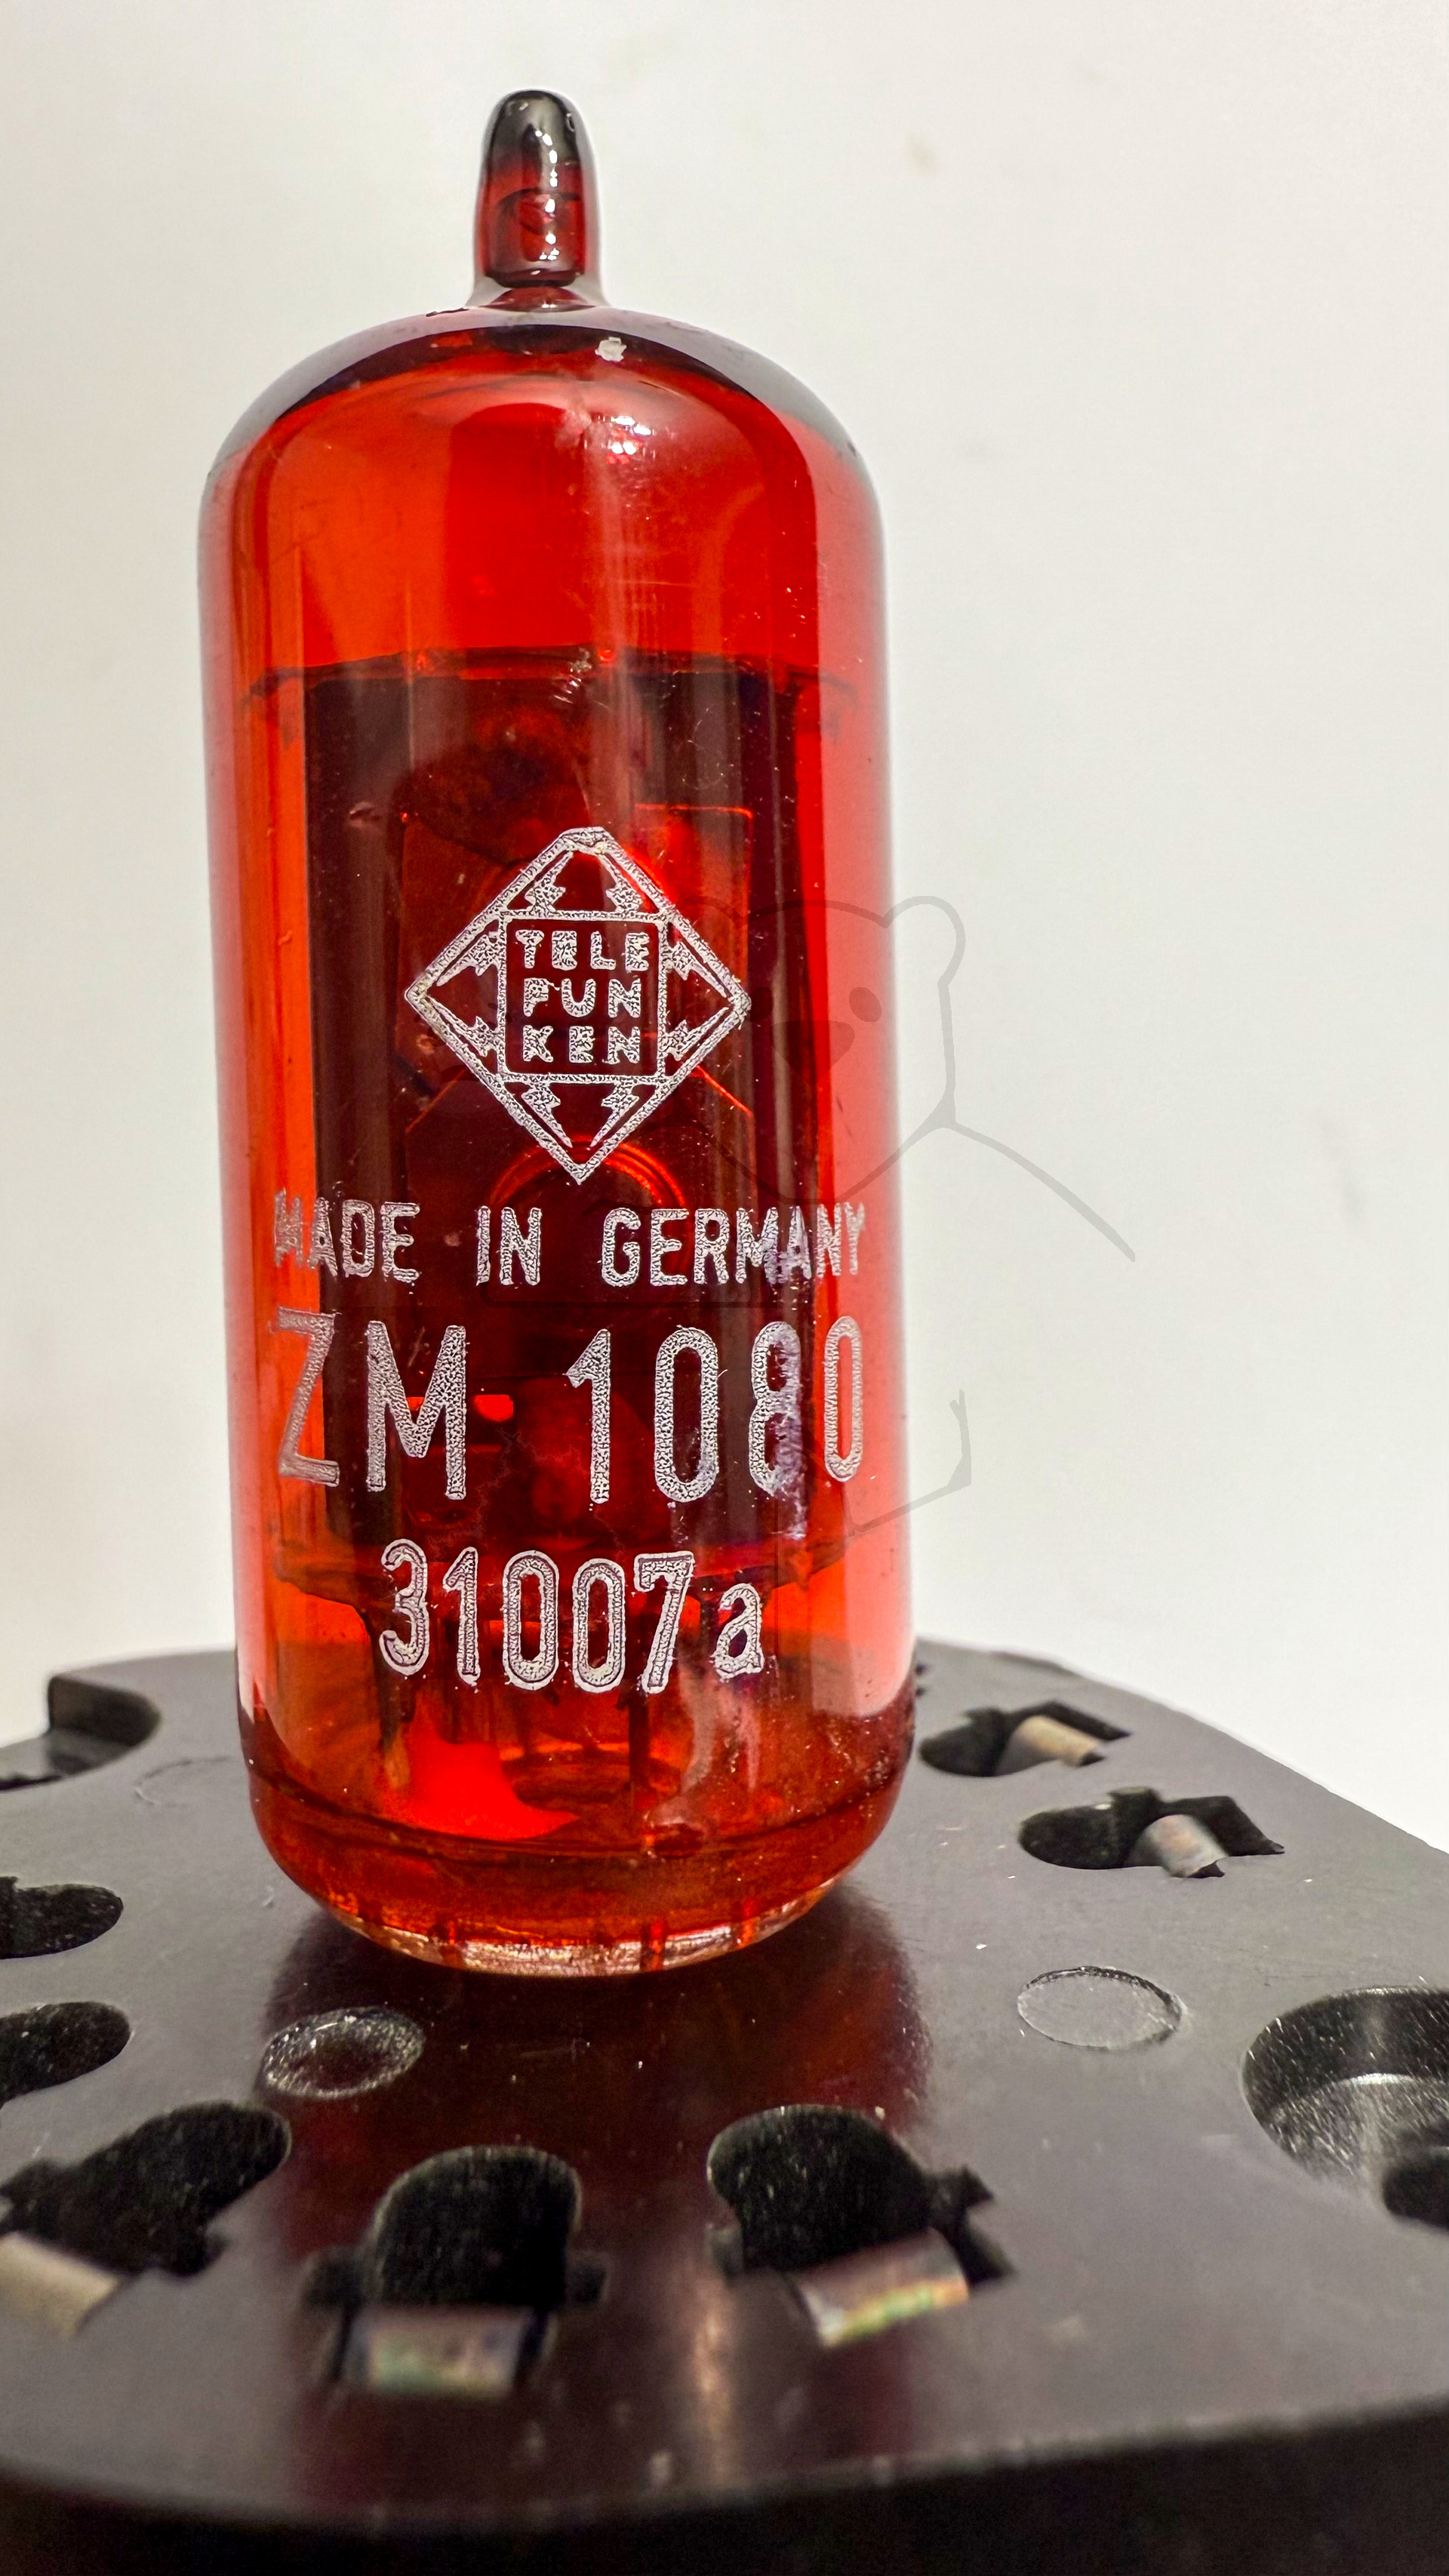 TELE
FUN
KEN
MADE IN GERMANY
ZM 1080
31007a